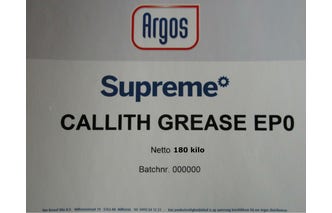 Argos
Supreme
CALLITH GREASE EP0
Netto 180 kilo
Batchnr. 000000